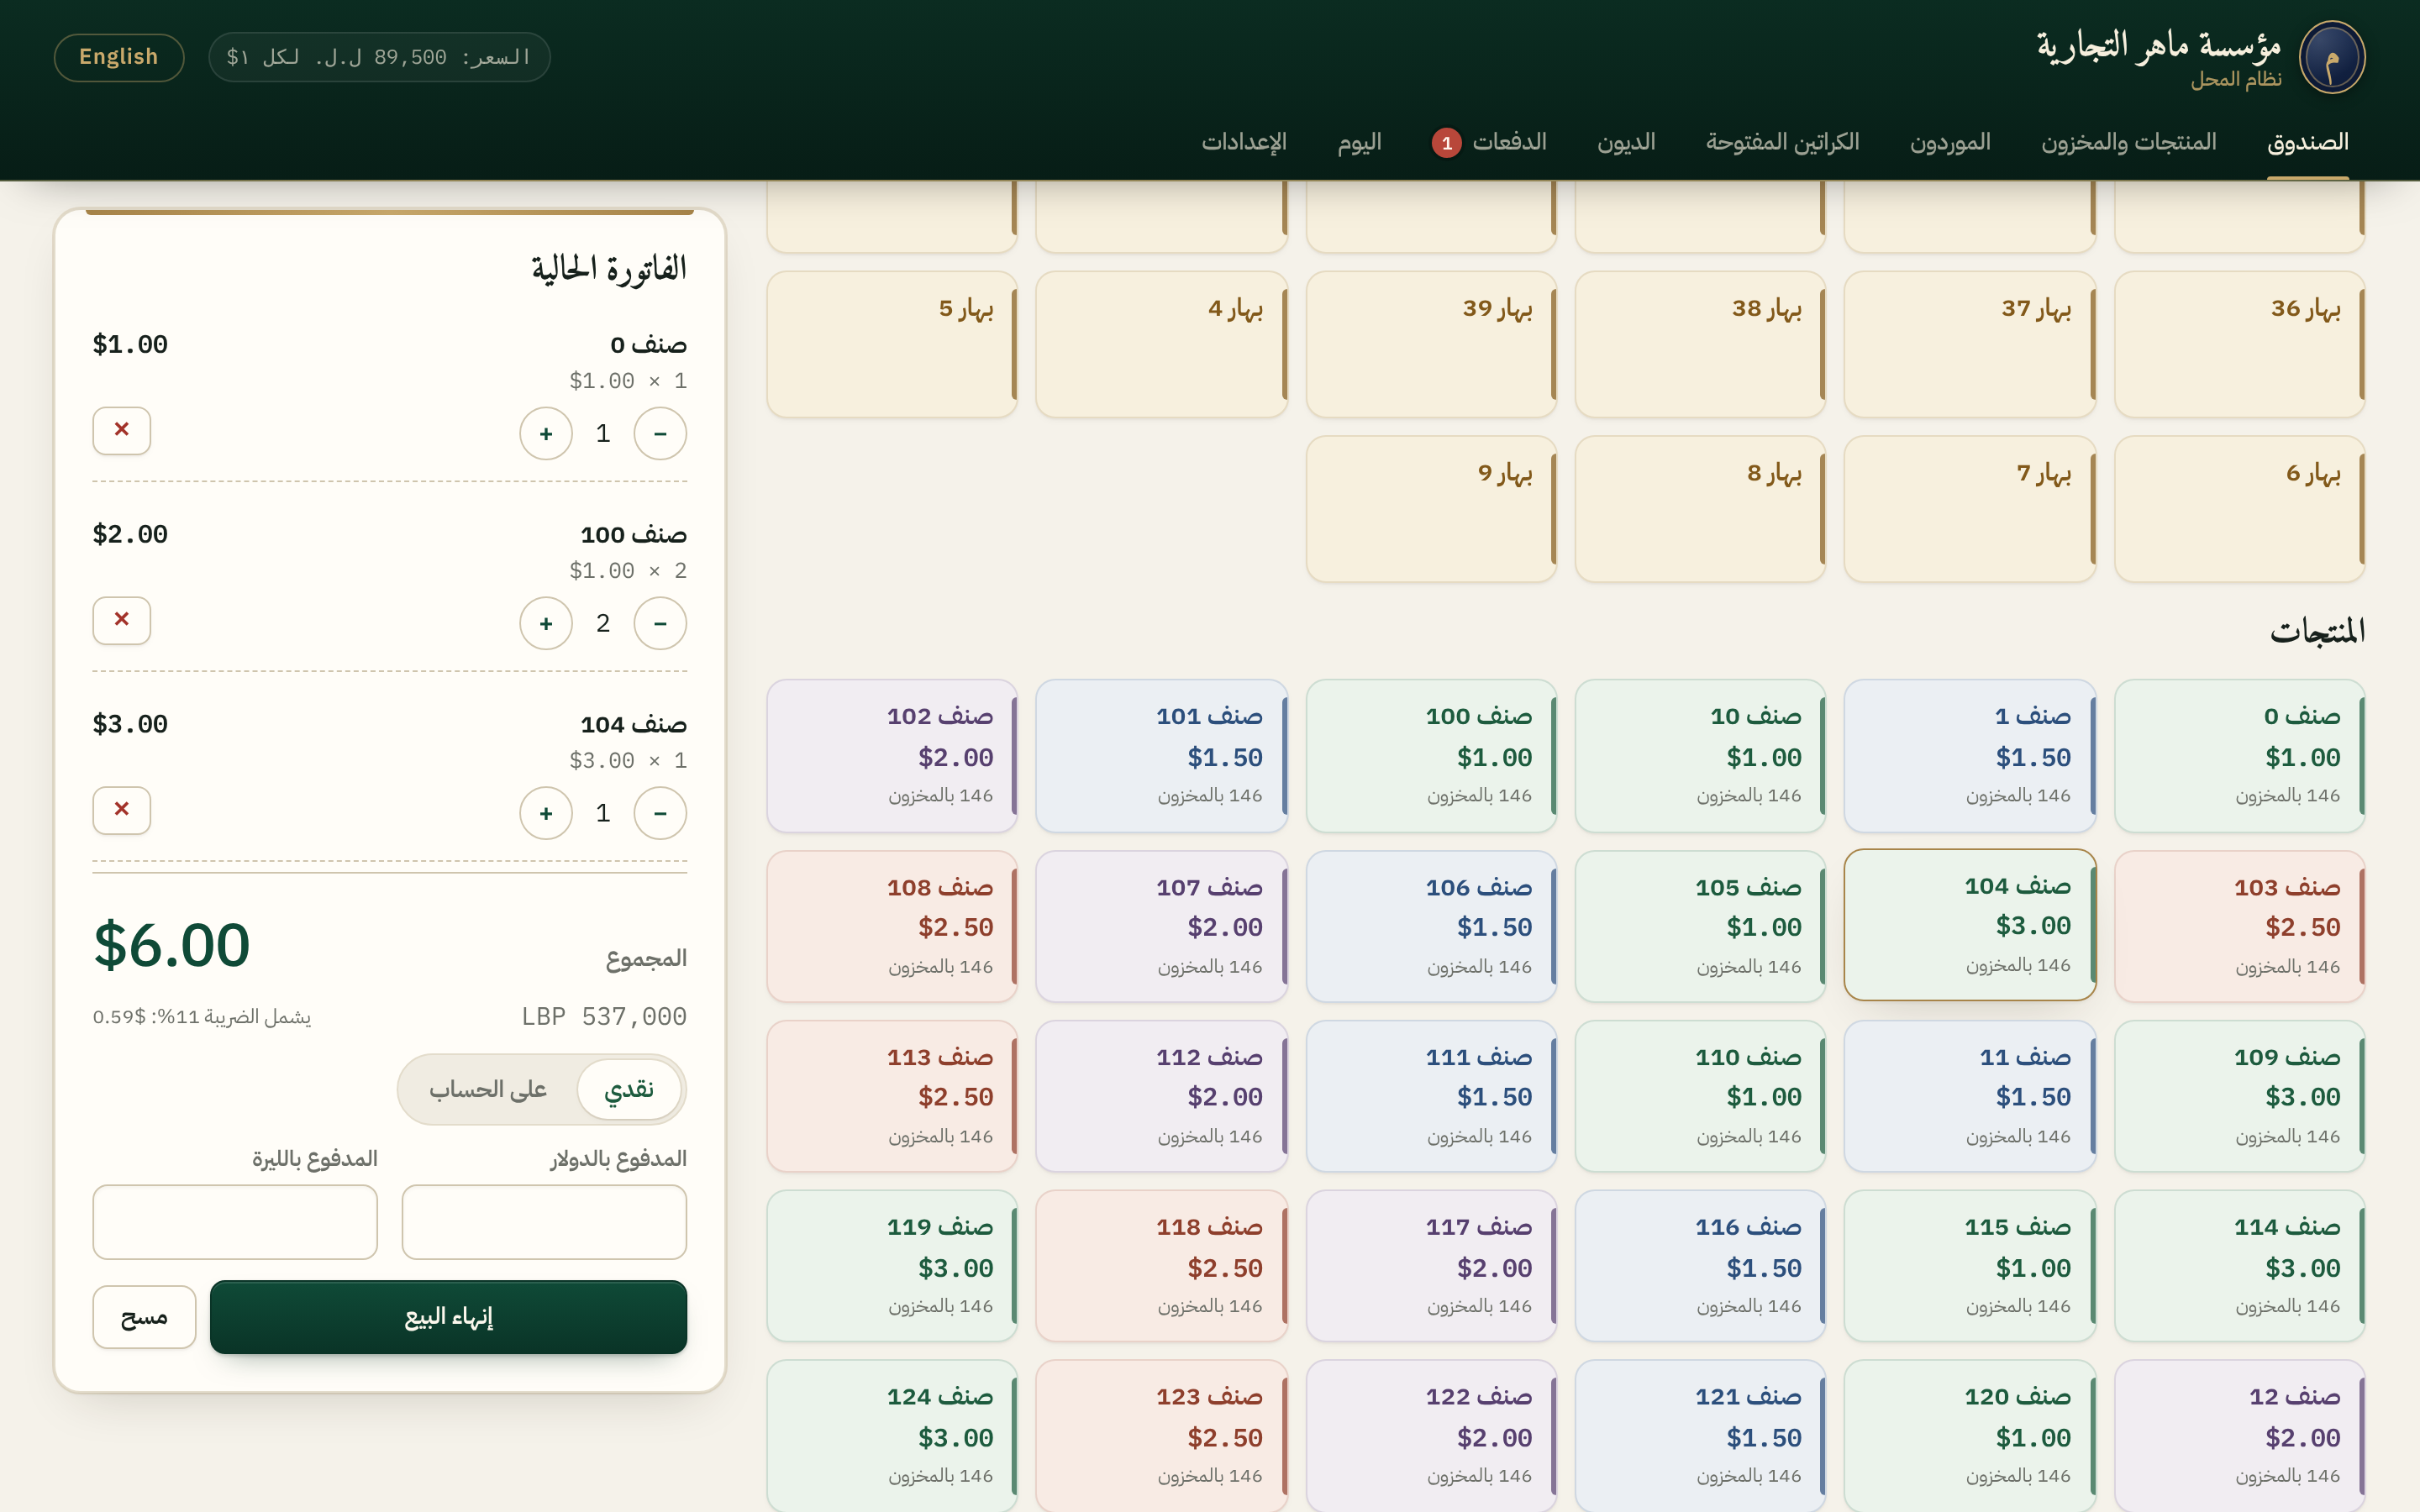 م
مؤسسة ماهر التجارية
نظام المحل
السعر: 89,500 ل.ل. لكل ١$
English
الصندوق
المنتجات والمخزون
الموردون
الكراتين المفتوحة
الديون
الدفعات 1
اليوم
الإعدادات
بهار 36
بهار 37
بهار 38
بهار 39
بهار 4
بهار 5
بهار 6
بهار 7
بهار 8
بهار 9
المنتجات
صنف 0
$1.00
146 بالمخزون
صنف 1
$1.50
146 بالمخزون
صنف 10
$1.00
146 بالمخزون
صنف 100
$1.00
146 بالمخزون
صنف 101
$1.50
146 بالمخزون
صنف 102
$2.00
146 بالمخزون
صنف 103
$2.50
146 بالمخزون
صنف 104
$3.00
146 بالمخزون
صنف 105
$1.00
146 بالمخزون
صنف 106
$1.50
146 بالمخزون
صنف 107
$2.00
146 بالمخزون
صنف 108
$2.50
146 بالمخزون
صنف 109
$3.00
146 بالمخزون
صنف 11
$1.50
146 بالمخزون
صنف 110
$1.00
146 بالمخزون
صنف 111
$1.50
146 بالمخزون
صنف 112
$2.00
146 بالمخزون
صنف 113
$2.50
146 بالمخزون
صنف 114
$3.00
146 بالمخزون
صنف 115
$1.00
146 بالمخزون
صنف 116
$1.50
146 بالمخزون
صنف 117
$2.00
146 بالمخزون
صنف 118
$2.50
146 بالمخزون
صنف 119
$3.00
146 بالمخزون
صنف 12
$2.00
146 بالمخزون
صنف 120
$1.00
146 بالمخزون
صنف 121
$1.50
146 بالمخزون
صنف 122
$2.00
146 بالمخزون
صنف 123
$2.50
146 بالمخزون
صنف 124
$3.00
146 بالمخزون
الفاتورة الحالية
صنف 0 $1.00
1 × $1.00
− 1 + ×
صنف 100 $2.00
2 × $1.00
− 2 + ×
صنف 104 $3.00
1 × $3.00
− 1 + ×
المجموع $6.00
LBP 537,000
يشمل الضريبة 11%: $0.59
نقدي
على الحساب
المدفوع بالدولار
المدفوع بالليرة
إنهاء البيع
مسح